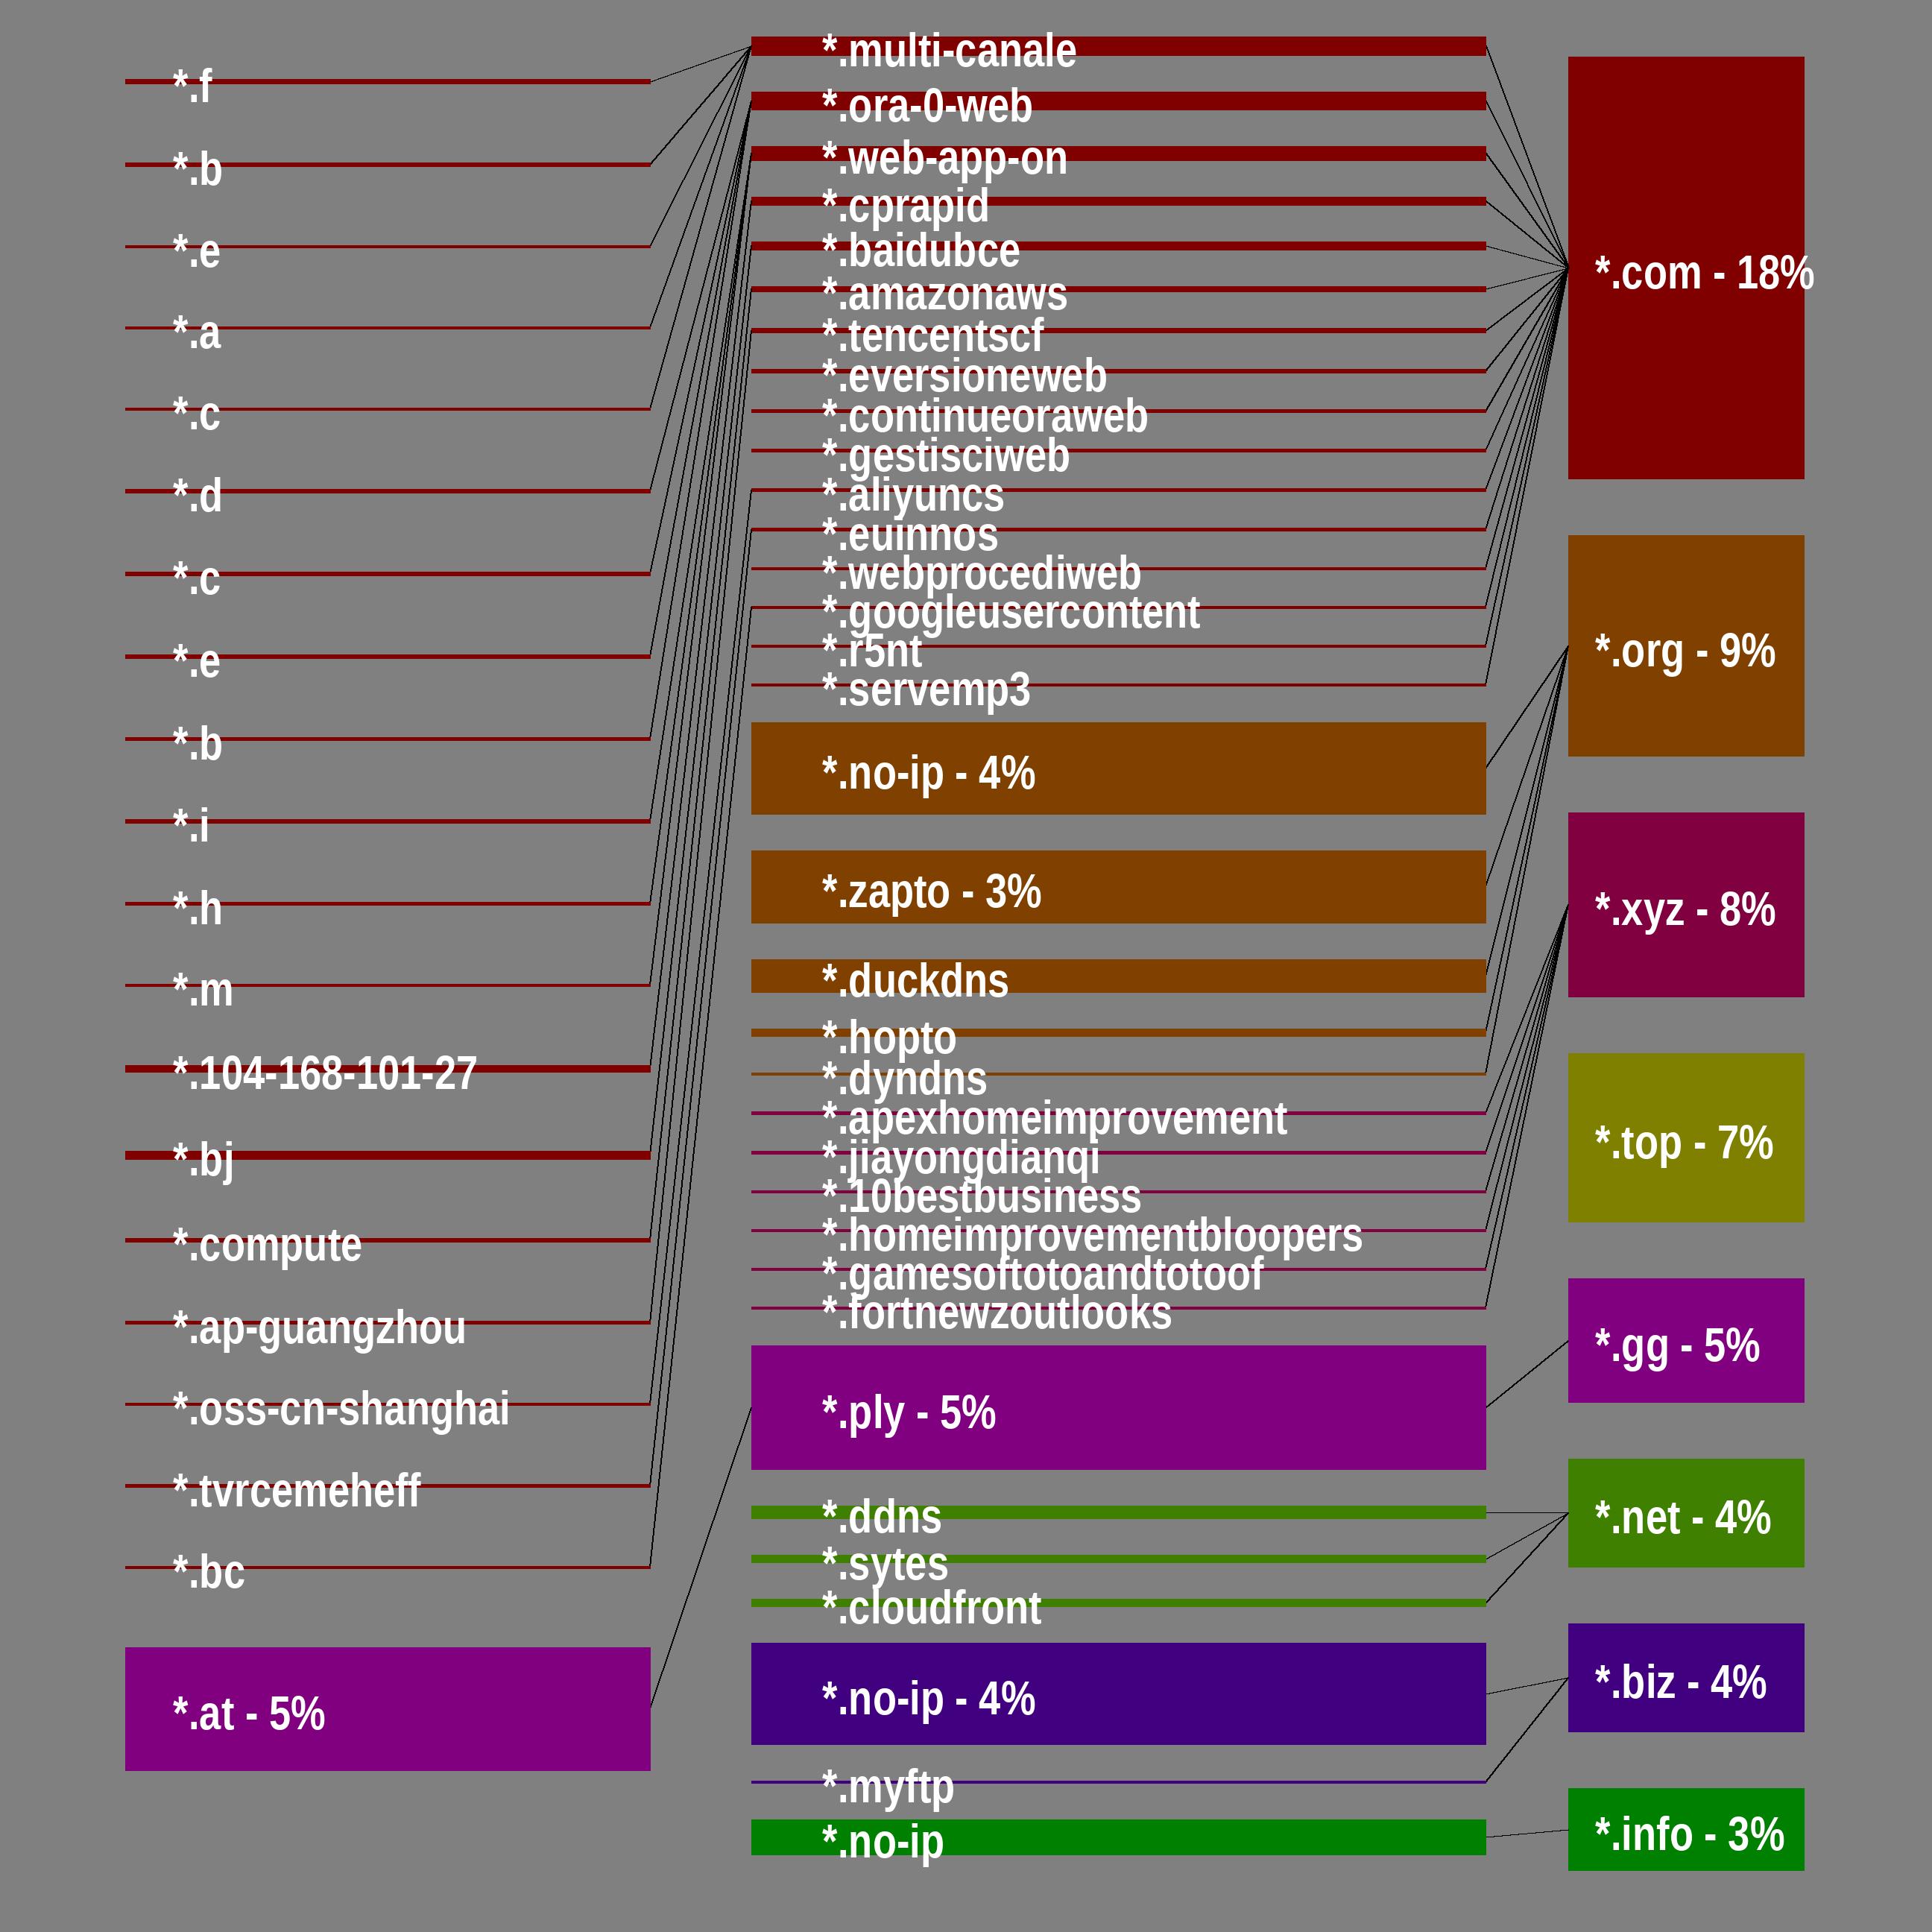 *.f
*.b
*.e
*.a
*.c
*.d
*.c
*.e
*.b
*.i
*.h
*.m
*.104-168-101-27
*.bj
*.compute
*.ap-guangzhou
*.oss-cn-shanghai
*.tvrcemeheff
*.bc
*.at - 5%
*.multi-canale
*.ora-0-web
*.web-app-on
*.cprapid
*.baidubce
*.amazonaws
*.tencentscf
*.eversioneweb
*.continueoraweb
*.gestisciweb
*.aliyuncs
*.euinnos
*.webprocediweb
*.googleusercontent
*.r5nt
*.servemp3
*.no-ip - 4%
*.zapto - 3%
*.duckdns
*.hopto
*.dyndns
*.apexhomeimprovement
*.jiayongdianqi
*.10bestbusiness
*.homeimprovementbloopers
*.gamesoftotoandtotoof
*.fortnewzoutlooks
*.ply - 5%
*.ddns
*.sytes
*.cloudfront
*.no-ip - 4%
*.myftp
*.no-ip
*.com - 18%
*.org - 9%
*.xyz - 8%
*.top - 7%
*.gg - 5%
*.net - 4%
*.biz - 4%
*.info - 3%